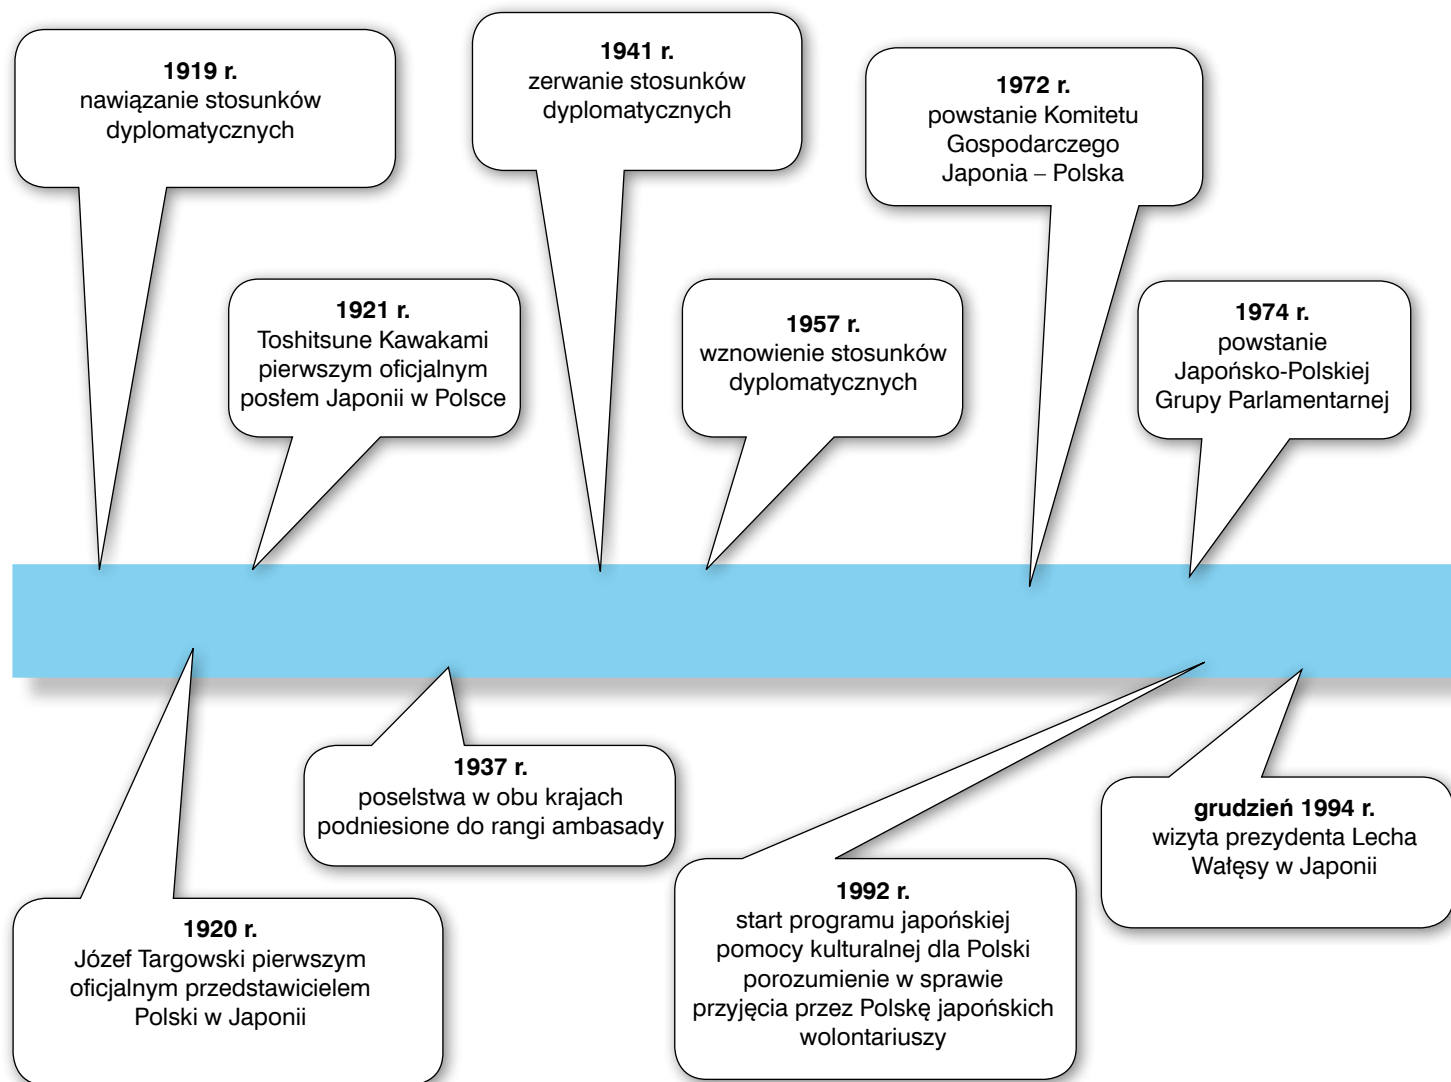 1919 r.
nawiązanie stosunków
dyplomatycznych
1941 r.
zerwanie stosunków
dyplomatycznych
1972 r.
powstanie Komitetu
Gospodarczego
Japonia – Polska
1921 r.
Toshitsune Kawakami
pierwszym oficjalnym
posłem Japonii w Polsce
1957 r.
wznowienie stosunków
dyplomatycznych
1974 r.
powstanie
Japońsko-Polskiej
Grupy Parlamentarnej
1937 r.
poselstwa w obu krajach
podniesione do rangi ambasady
grudzień 1994 r.
wizyta prezydenta Lecha
Wałęsy w Japonii
1920 r.
Józef Targowski pierwszym
oficjalnym przedstawicielem
Polski w Japonii
1992 r.
start programu japońskiej
pomocy kulturalnej dla Polski
porozumienie w sprawie
przyjęcia przez Polskę japońskich
wolontariuszy